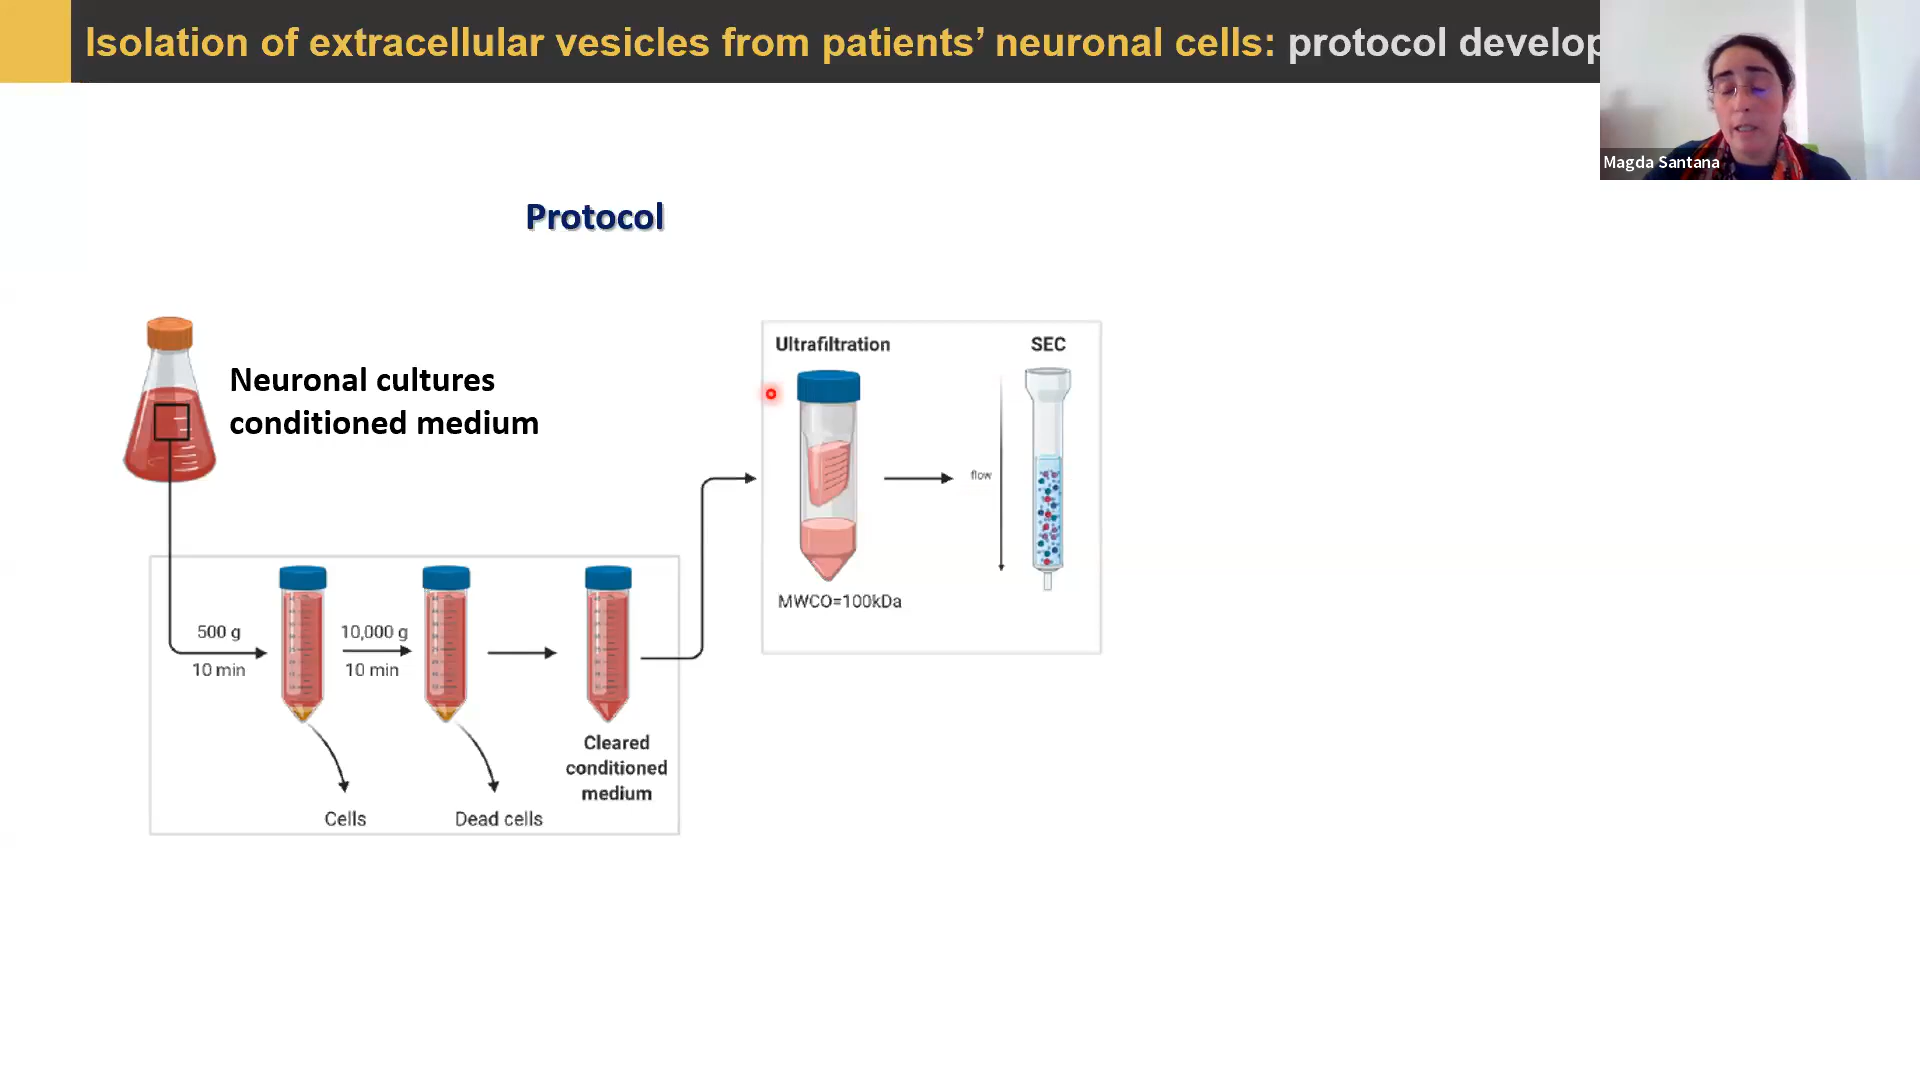 Isolation of extracellular vesicles from patients’ neuronal cells: protocol develop
Magda Santana
Protocol
Neuronal cultures
conditioned medium
Ultrafiltration
SEC
flow
MWCO=100kDa
500 g
10 min
10,000 g
10 min
Cleared
conditioned
medium
Cells
Dead cells